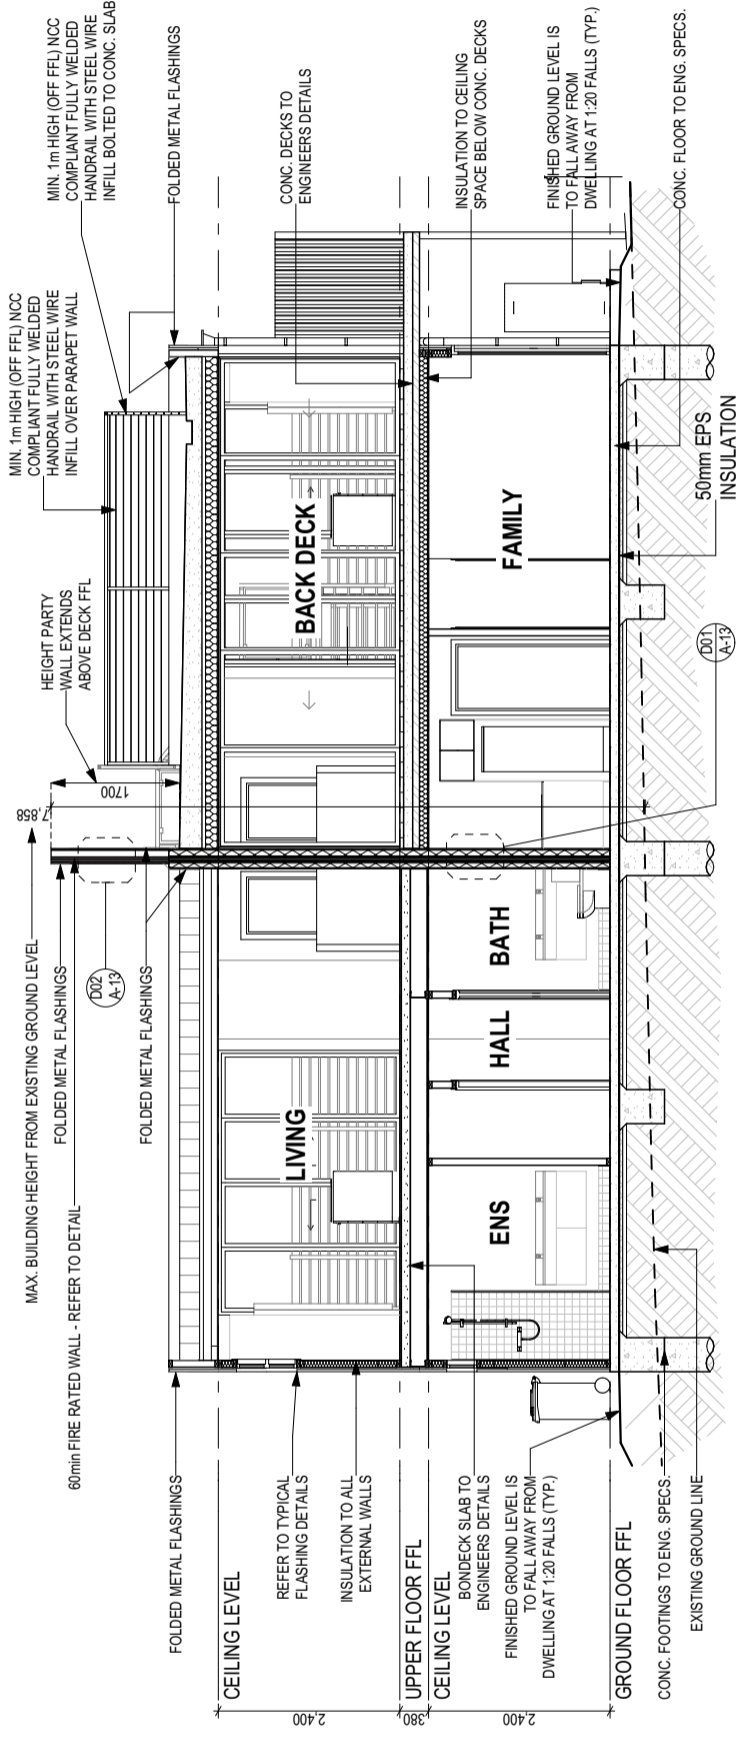 MAX. BUILDING HEIGHT FROM EXISTING GROUND LEVEL
7,858
FOLDED METAL FLASHINGS
60min FIRE RATED WALL - REFER TO DETAIL
D02
A-13
FOLDED METAL FLASHINGS
HEIGHT PARTY
WALL EXTENDS
ABOVE DECK FFL
1700
MIN. 1m HIGH (OFF FFL) NCC
COMPLIANT FULLY WELDED
HANDRAIL WITH STEEL WIRE
INFILL OVER PARAPET WALL
MIN. 1m HIGH (OFF FFL) NCC
COMPLIANT FULLY WELDED
HANDRAIL WITH STEEL WIRE
INFILL BOLTED TO CONC. SLAB
FOLDED METAL FLASHINGS
FOLDED METAL FLASHINGS
CEILING LEVEL
REFER TO TYPICAL
FLASHING DETAILS
INSULATION TO ALL
EXTERNAL WALLS
2,400
LIVING
BACK DECK
CONC. DECKS TO
ENGINEERS DETAILS
UPPER FLOOR FFL
380
CEILING LEVEL
BONDECK SLAB TO
ENGINEERS DETAILS
FINISHED GROUND LEVEL IS
TO FALL AWAY FROM
DWELLING AT 1:20 FALLS (TYP.)
2,400
ENS
HALL
BATH
FAMILY
INSULATION TO CEILING
SPACE BELOW CONC. DECKS
FINISHED GROUND LEVEL IS
TO FALL AWAY FROM
DWELLING AT 1:20 FALLS (TYP.)
GROUND FLOOR FFL
CONC. FOOTINGS TO ENG. SPECS.
EXISTING GROUND LINE
D01
A-13
50mm EPS
INSULATION
CONC. FLOOR TO ENG. SPECS.